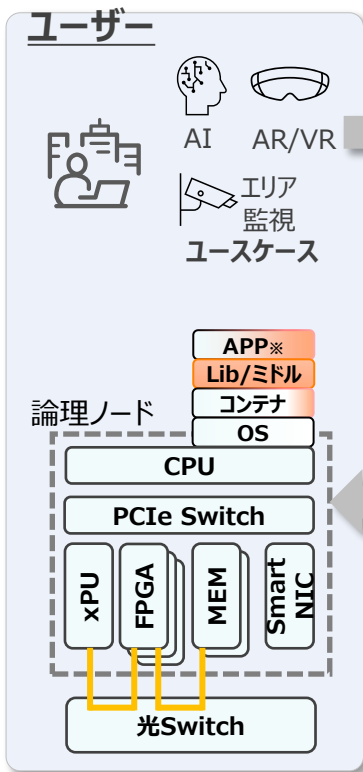 ユーザー
AI
AR/VR
エリア
監視
ユースケース
APP※
Lib/ミドル
コンテナ
OS
論理ノード
CPU
PCIe Switch
xPU
FPGA
MEM
Smart
NIC
光Switch